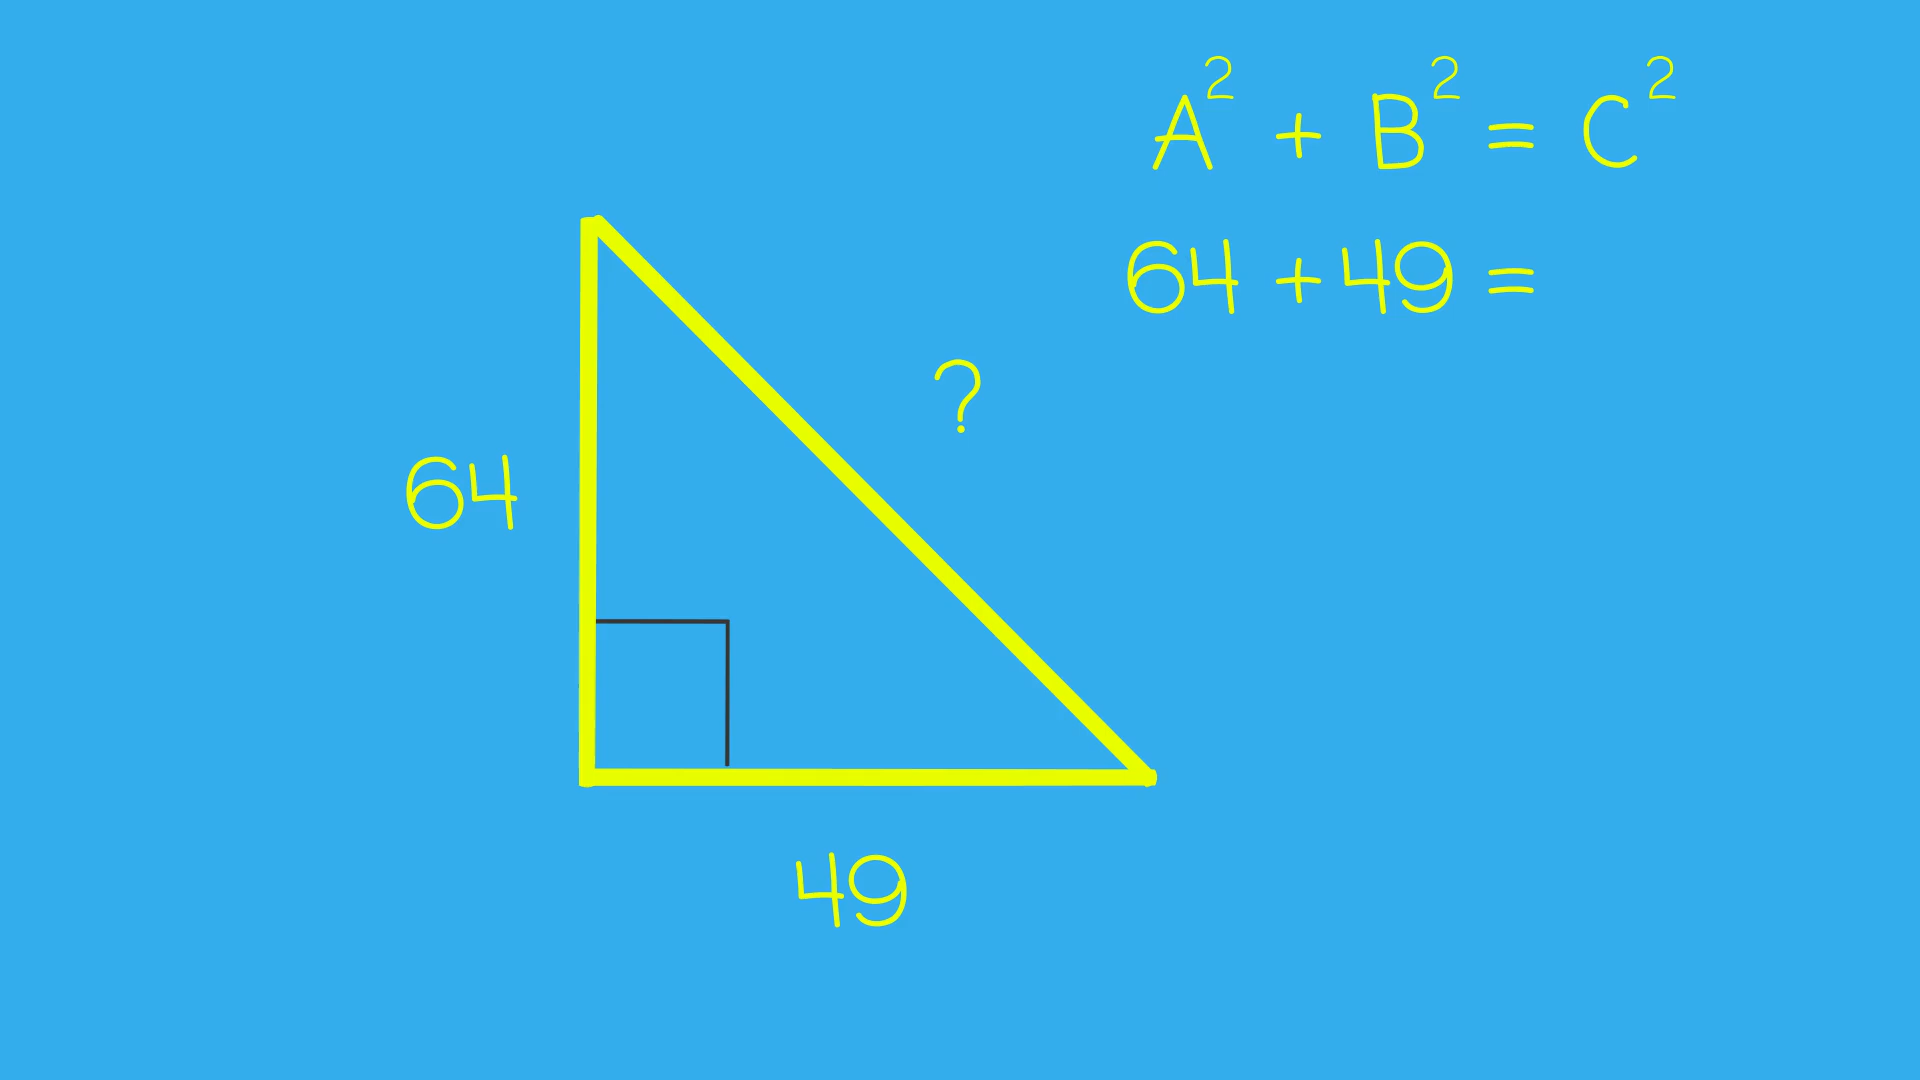 A² + B² = C²
64 + 49 =
?
64
49